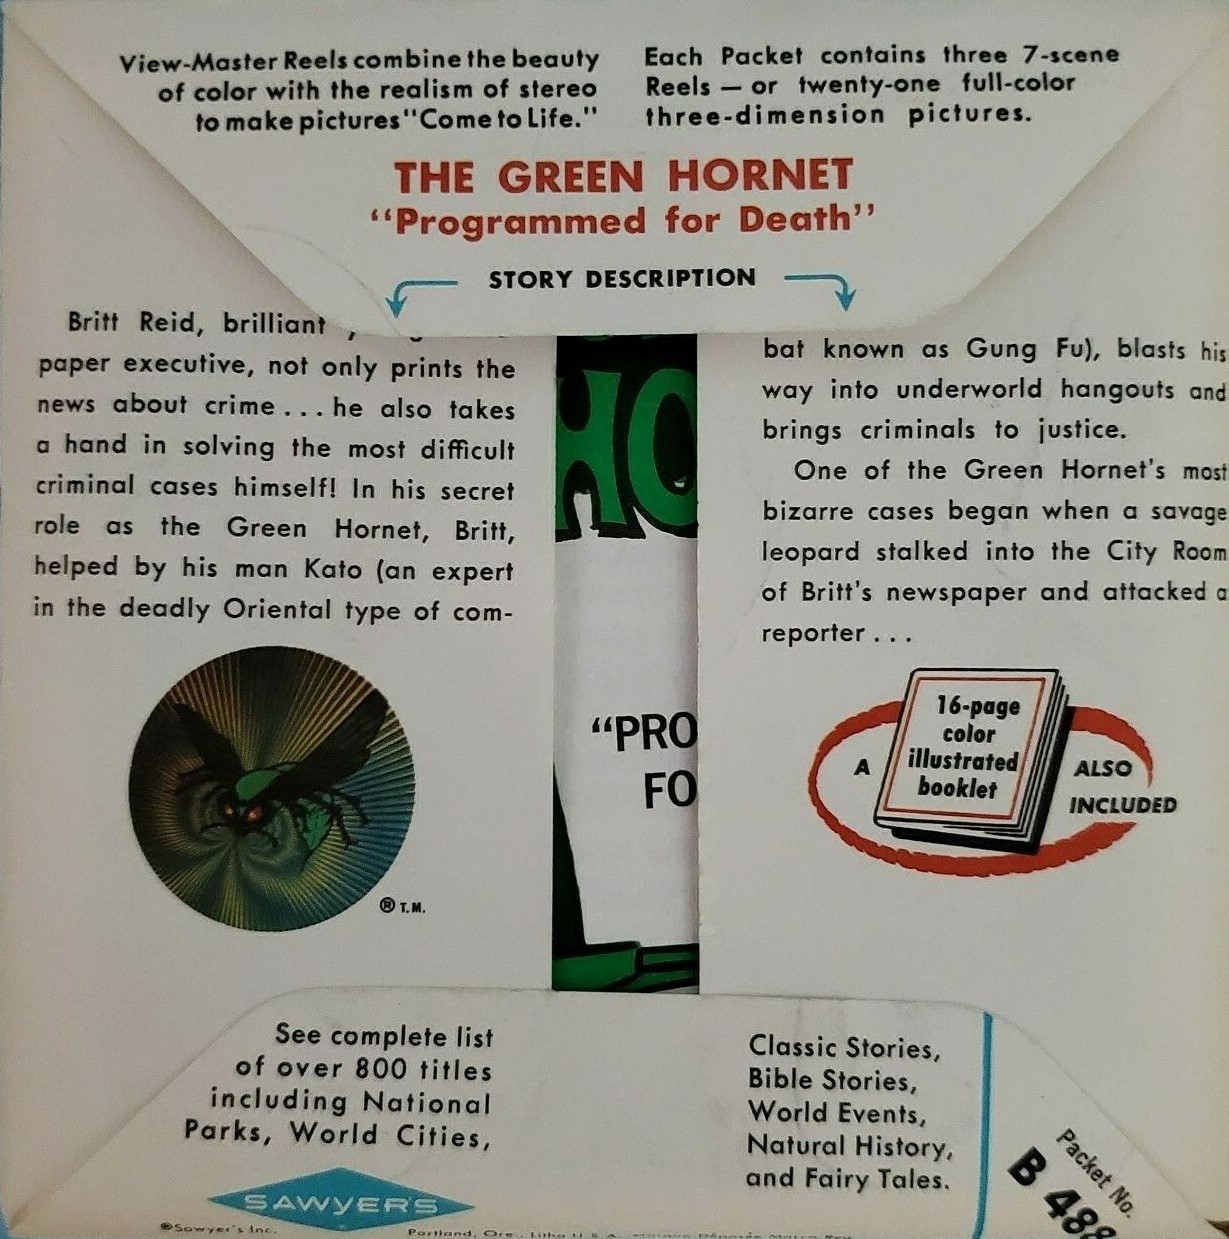 View-Master Reels combine the beauty
of color with the realism of stereo
to make pictures "Come to Life."
Each Packet contains three 7-scene
Reels — or twenty-one full-color
three-dimension pictures.
THE GREEN HORNET
"Programmed for Death"
STORY DESCRIPTION
Britt Reid, brilliant
paper executive, not only prints the
news about crime . . . he also takes
a hand in solving the most difficult
criminal cases himself! In his secret
role as the Green Hornet, Britt,
helped by his man Kato (an expert
in the deadly Oriental type of com-
bat known as Gung Fu), blasts his
way into underworld hangouts and
brings criminals to justice.
One of the Green Hornet's most
bizarre cases began when a savage
leopard stalked into the City Room
of Britt's newspaper and attacked a
reporter . . .
HO
"PRO
FO
® T.M.
A
16-page
color
illustrated
booklet
ALSO
INCLUDED
See complete list
of over 800 titles
including National
Parks, World Cities,
Classic Stories,
Bible Stories,
World Events,
Natural History,
and Fairy Tales.
SAWYER'S
©Sawyer's Inc.
Portland, Ore., Litho U.S.A.
Packet No.
B 488